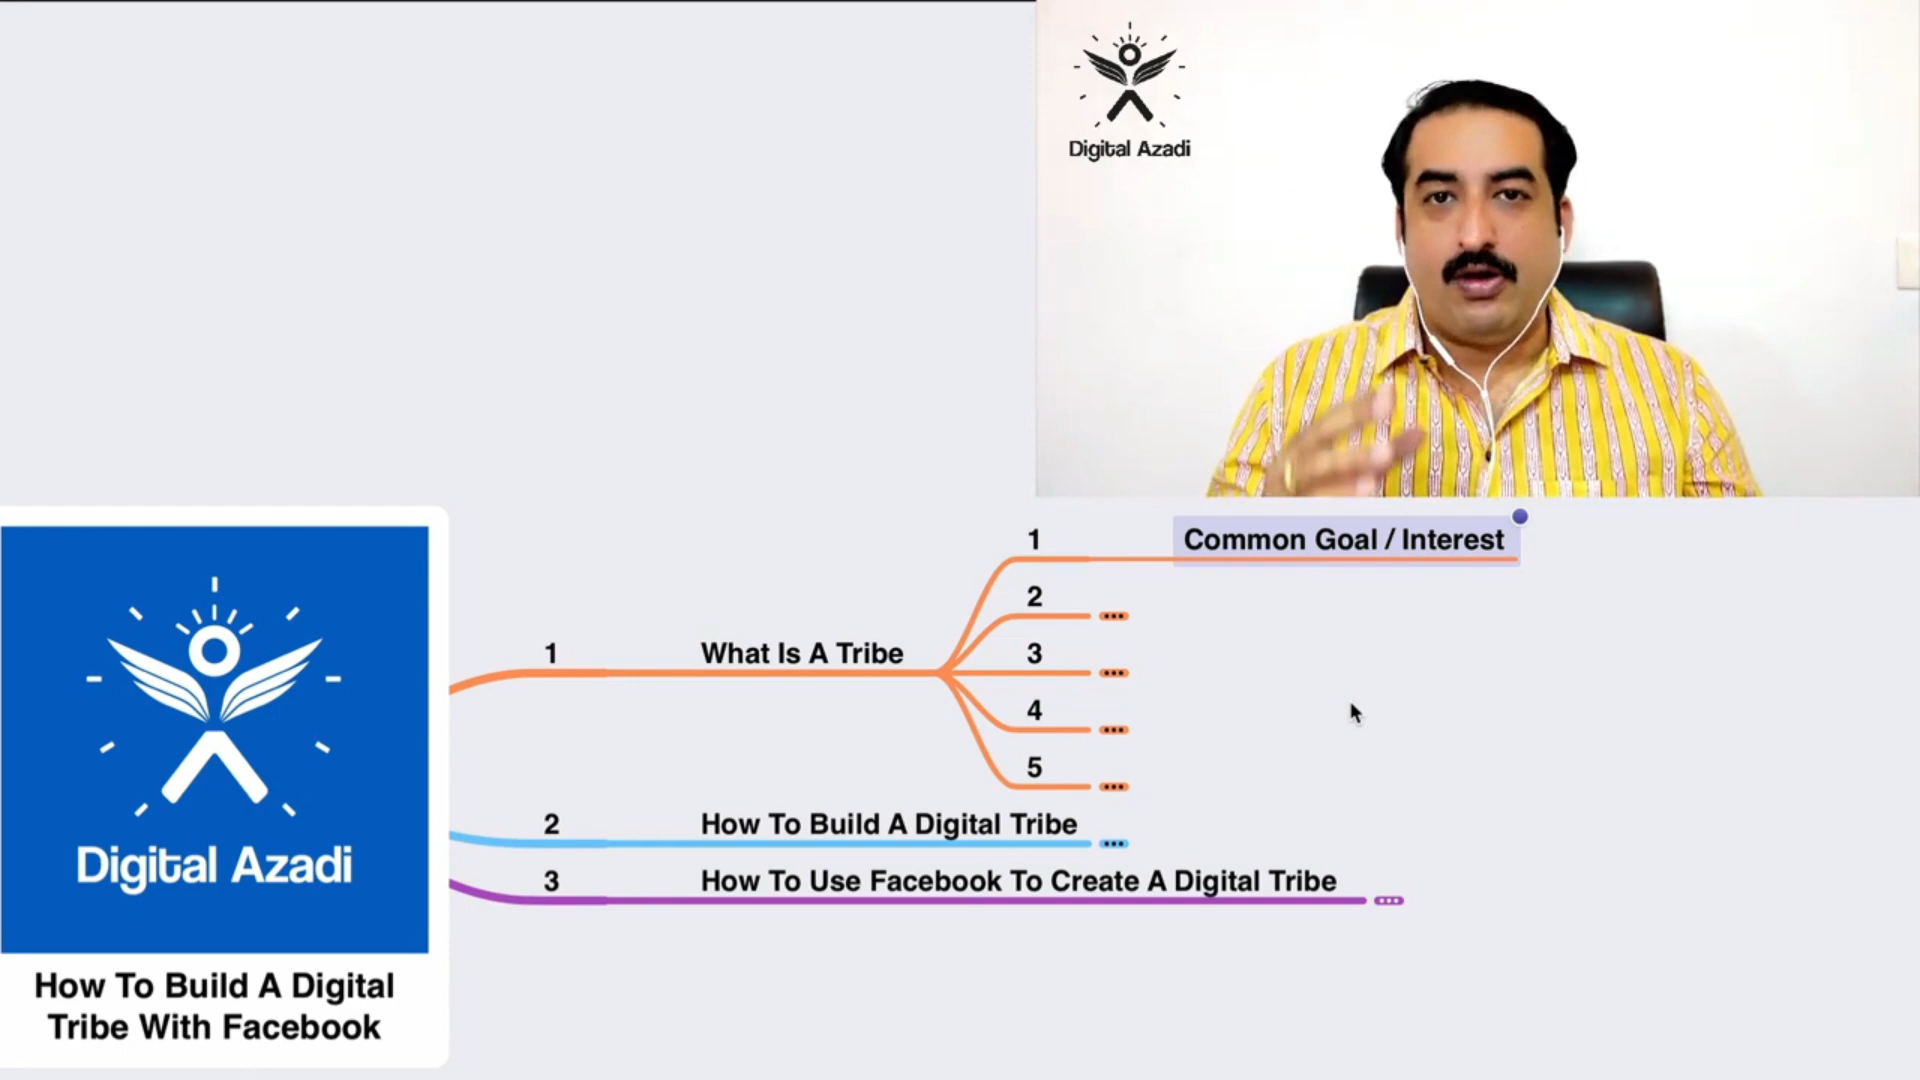 Digital Azadi
1
Common Goal / Interest
2
1
What Is A Tribe
3
4
5
2
How To Build A Digital Tribe
3
How To Use Facebook To Create A Digital Tribe
Digital Azadi
How To Build A Digital
Tribe With Facebook